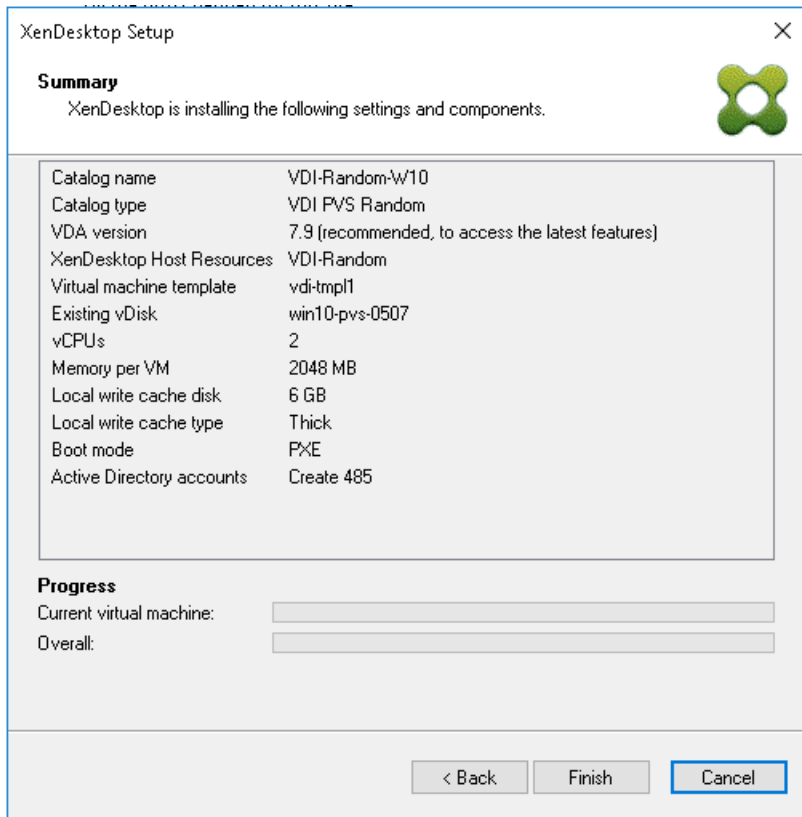 XenDesktop Setup
Summary
XenDesktop is installing the following settings and components.
Catalog name VDI-Random-W10
Catalog type VDI PVS Random
VDA version 7.9 (recommended, to access the latest features)
XenDesktop Host Resources VDI-Random
Virtual machine template vdi-tmpl1
Existing vDisk win10-pvs-0507
vCPUs 2
Memory per VM 2048 MB
Local write cache disk 6 GB
Local write cache type Thick
Boot mode PXE
Active Directory accounts Create 485
Progress
Current virtual machine:
Overall:
< Back Finish Cancel